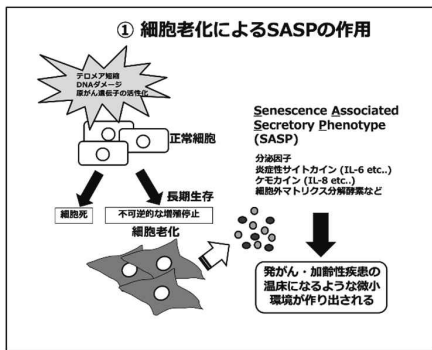 ① 細胞老化によるSASPの作用
テロメア短縮
DNAダメージ
原がん遺伝子の活性化
正常細胞
長期生存
細胞死
不可逆的な増殖停止
細胞老化
Senescence Associated
Secretory Phenotype
(SASP)
分泌因子
炎症性サイトカイン (IL-6 etc..)
ケモカイン (IL-8 etc..)
細胞外マトリクス分解酵素など
発がん・加齢性疾患の
温床になるような微小
環境が作り出される